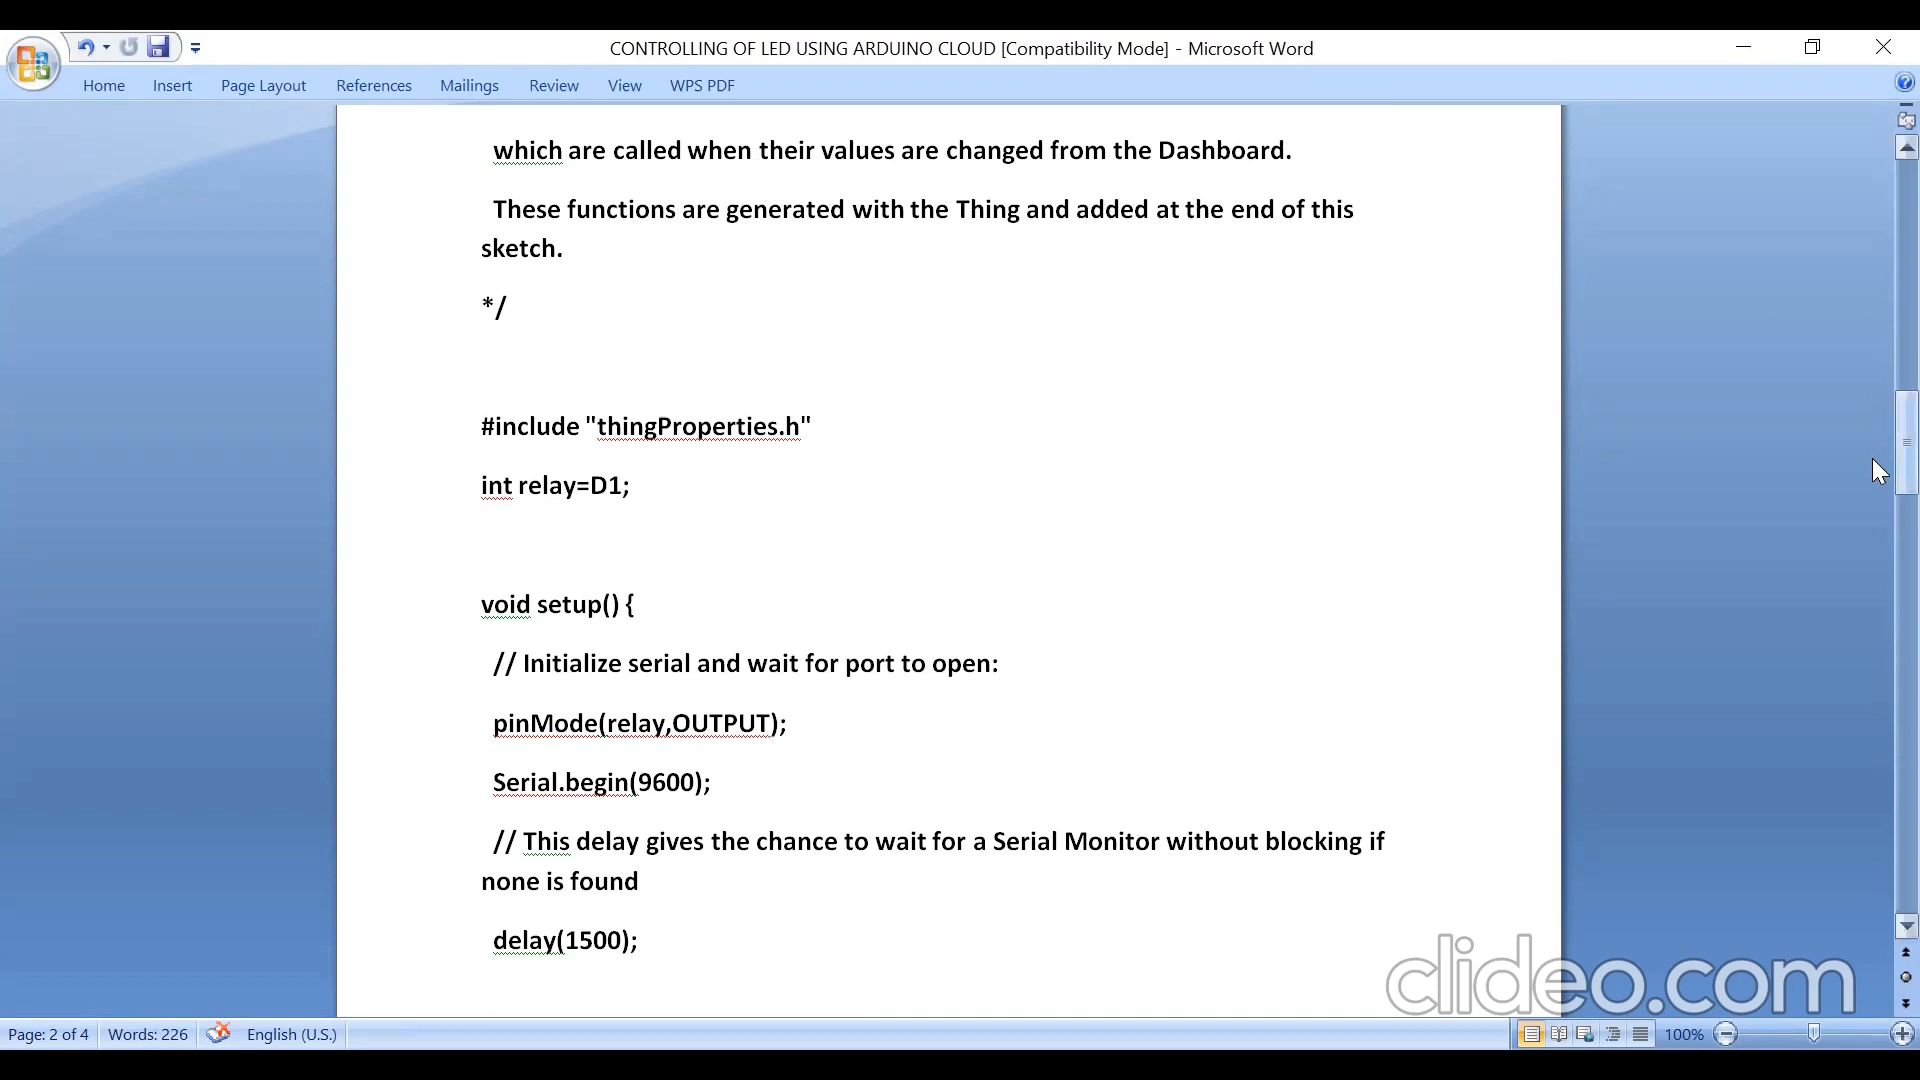 CONTROLLING OF LED USING ARDUINO CLOUD [Compatibility Mode] - Microsoft Word
Home Insert Page Layout References Mailings Review View WPS PDF
which are called when their values are changed from the Dashboard.
These functions are generated with the Thing and added at the end of this
sketch.
*/
#include "thingProperties.h"
int relay=D1;
void setup() {
// Initialize serial and wait for port to open:
pinMode(relay,OUTPUT);
Serial.begin(9600);
// This delay gives the chance to wait for a Serial Monitor without blocking if
none is found
delay(1500);
clideo.com
Page: 2 of 4 Words: 226 English (U.S.) 100%